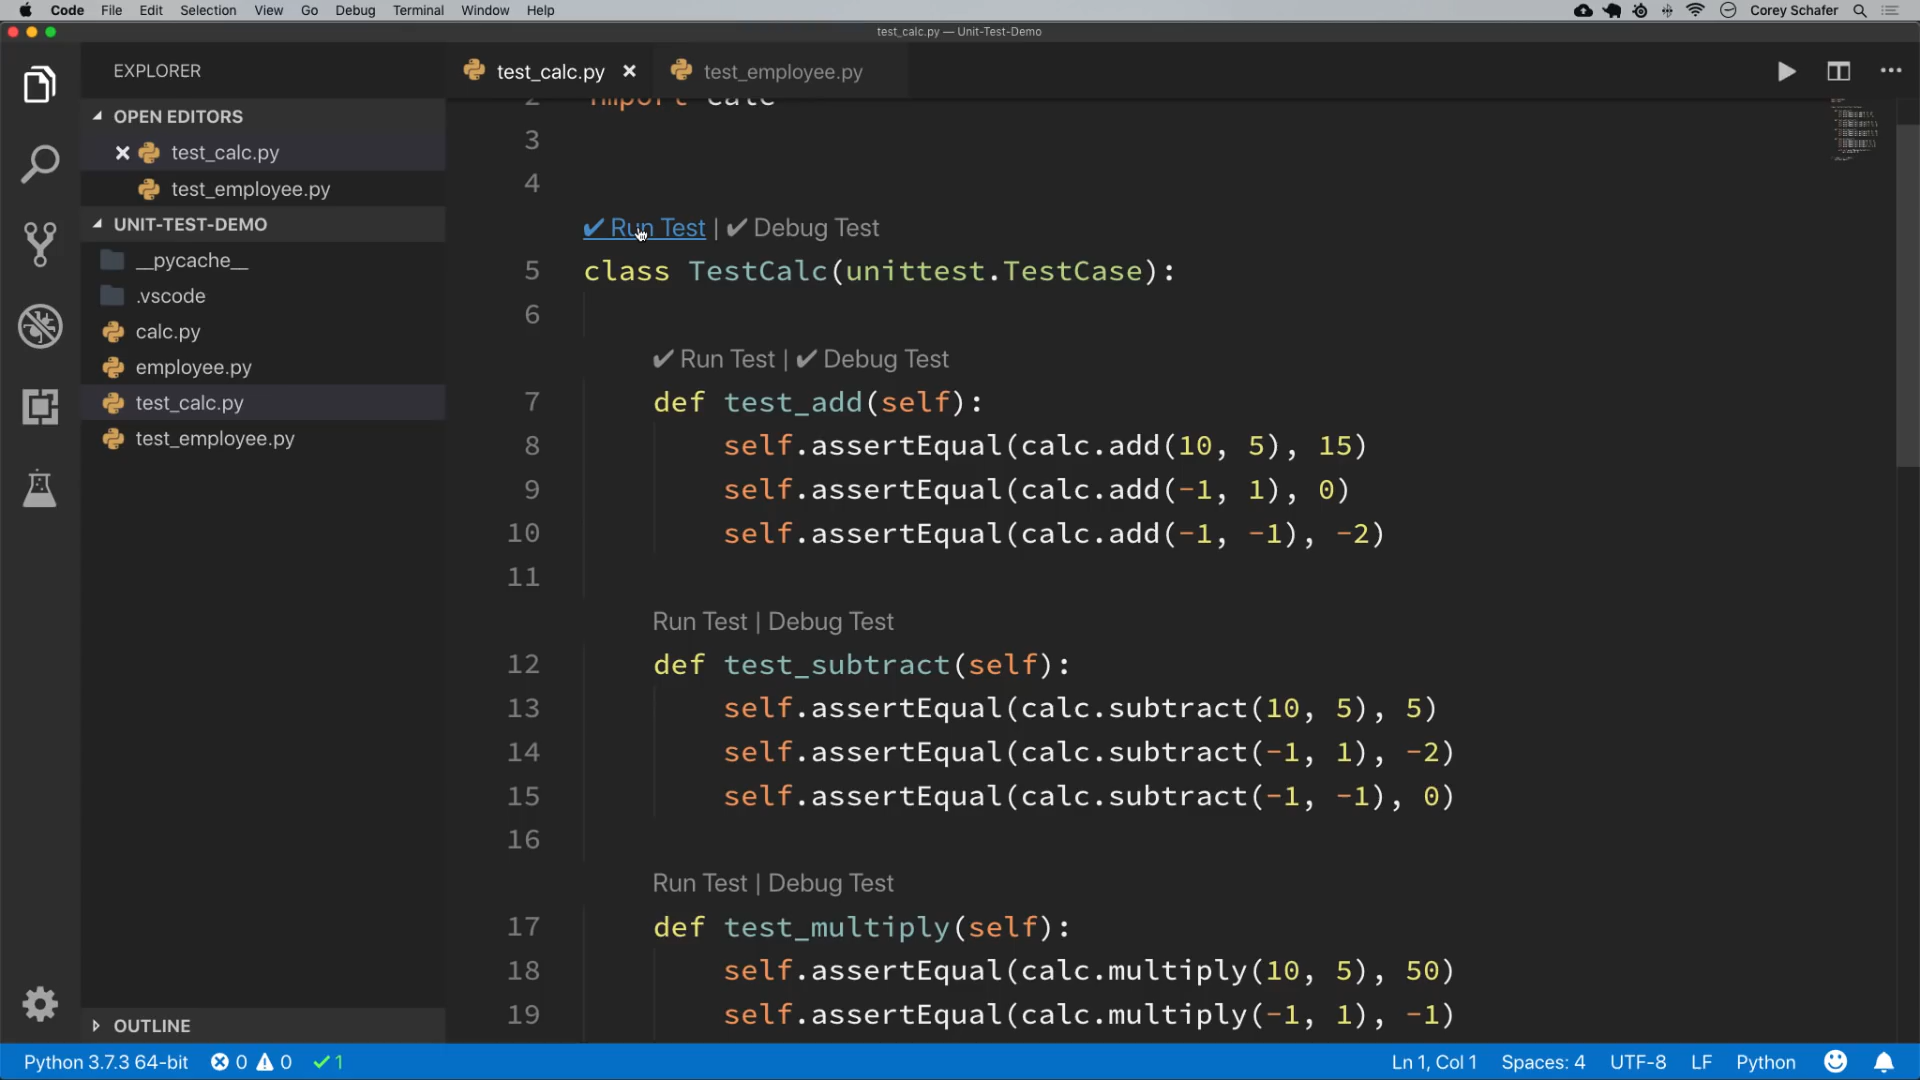 Code File Edit Selection View Go Debug Terminal Window Help Corey Schafer
test_calc.py — Unit-Test-Demo
EXPLORER
test_calc.py
test_employee.py
OPEN EDITORS
test_calc.py
test_employee.py
UNIT-TEST-DEMO
__pycache__
.vscode
calc.py
employee.py
test_calc.py
test_employee.py
OUTLINE
2 import calc
3
4
✔ Run Test | ✔ Debug Test
5 class TestCalc(unittest.TestCase):
6
✔ Run Test | ✔ Debug Test
7 def test_add(self):
8 self.assertEqual(calc.add(10, 5), 15)
9 self.assertEqual(calc.add(-1, 1), 0)
10 self.assertEqual(calc.add(-1, -1), -2)
11
Run Test | Debug Test
12 def test_subtract(self):
13 self.assertEqual(calc.subtract(10, 5), 5)
14 self.assertEqual(calc.subtract(-1, 1), -2)
15 self.assertEqual(calc.subtract(-1, -1), 0)
16
Run Test | Debug Test
17 def test_multiply(self):
18 self.assertEqual(calc.multiply(10, 5), 50)
19 self.assertEqual(calc.multiply(-1, 1), -1)
Python 3.7.3 64-bit 0 0 ✓ 1 Ln 1, Col 1 Spaces: 4 UTF-8 LF Python